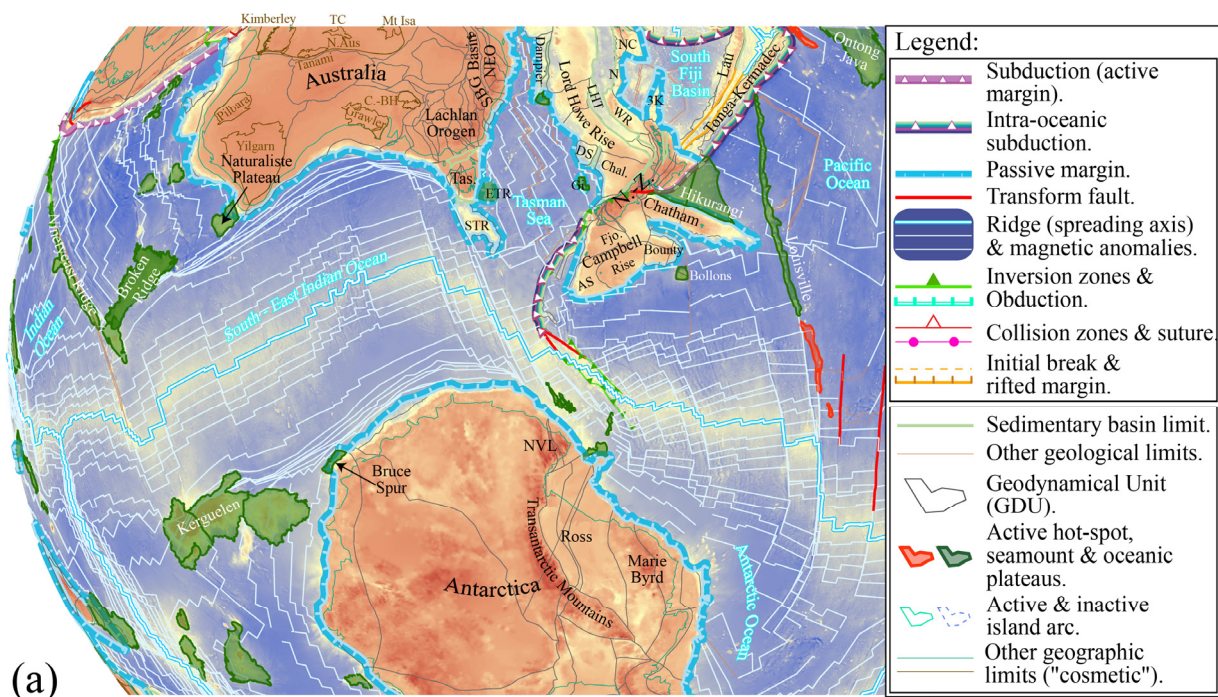 Kimberley
TC
Mt Isa
N.Aus
Tanami
Australia
Pilbara
Yilgarn
C.-BH
Gawler
SBG Basins
NEO
Lachlan
Orogen
Naturaliste
Plateau
Tas.
ETR
STR
Tasman
Sea
Dampier
Lord Howe Rise
NC
N
LHT
WR
3K
South
Fiji
Basin
Lau
Tonga-Kermadec
Ontong
-Java
Pacific
Ocean
DS
Chal.
Gi.
N. Z.
Hikurangi
Chatham
Fjo.
Campbell
Rise
Bounty
AS
Bollons
Louisville
Indian
Ocean
Ninetyeast Ridge
Broken
Ridge
South – East Indian Ocean
Kerguelen
Bruce
Spur
NVL
Transantarctic Mountains
Ross
Marie
Byrd
Antarctica
Antarctic Ocean
(a)
Legend:
Subduction (active
margin).
Intra-oceanic
subduction.
Passive margin.
Transform fault.
Ridge (spreading axis)
& magnetic anomalies.
Inversion zones &
Obduction.
Collision zones & suture.
Initial break &
rifted margin.
Sedimentary basin limit.
Other geological limits.
Geodynamical Unit
(GDU).
Active hot-spot,
seamount & oceanic
plateaus.
Active & inactive
island arc.
Other geographic
limits ("cosmetic").